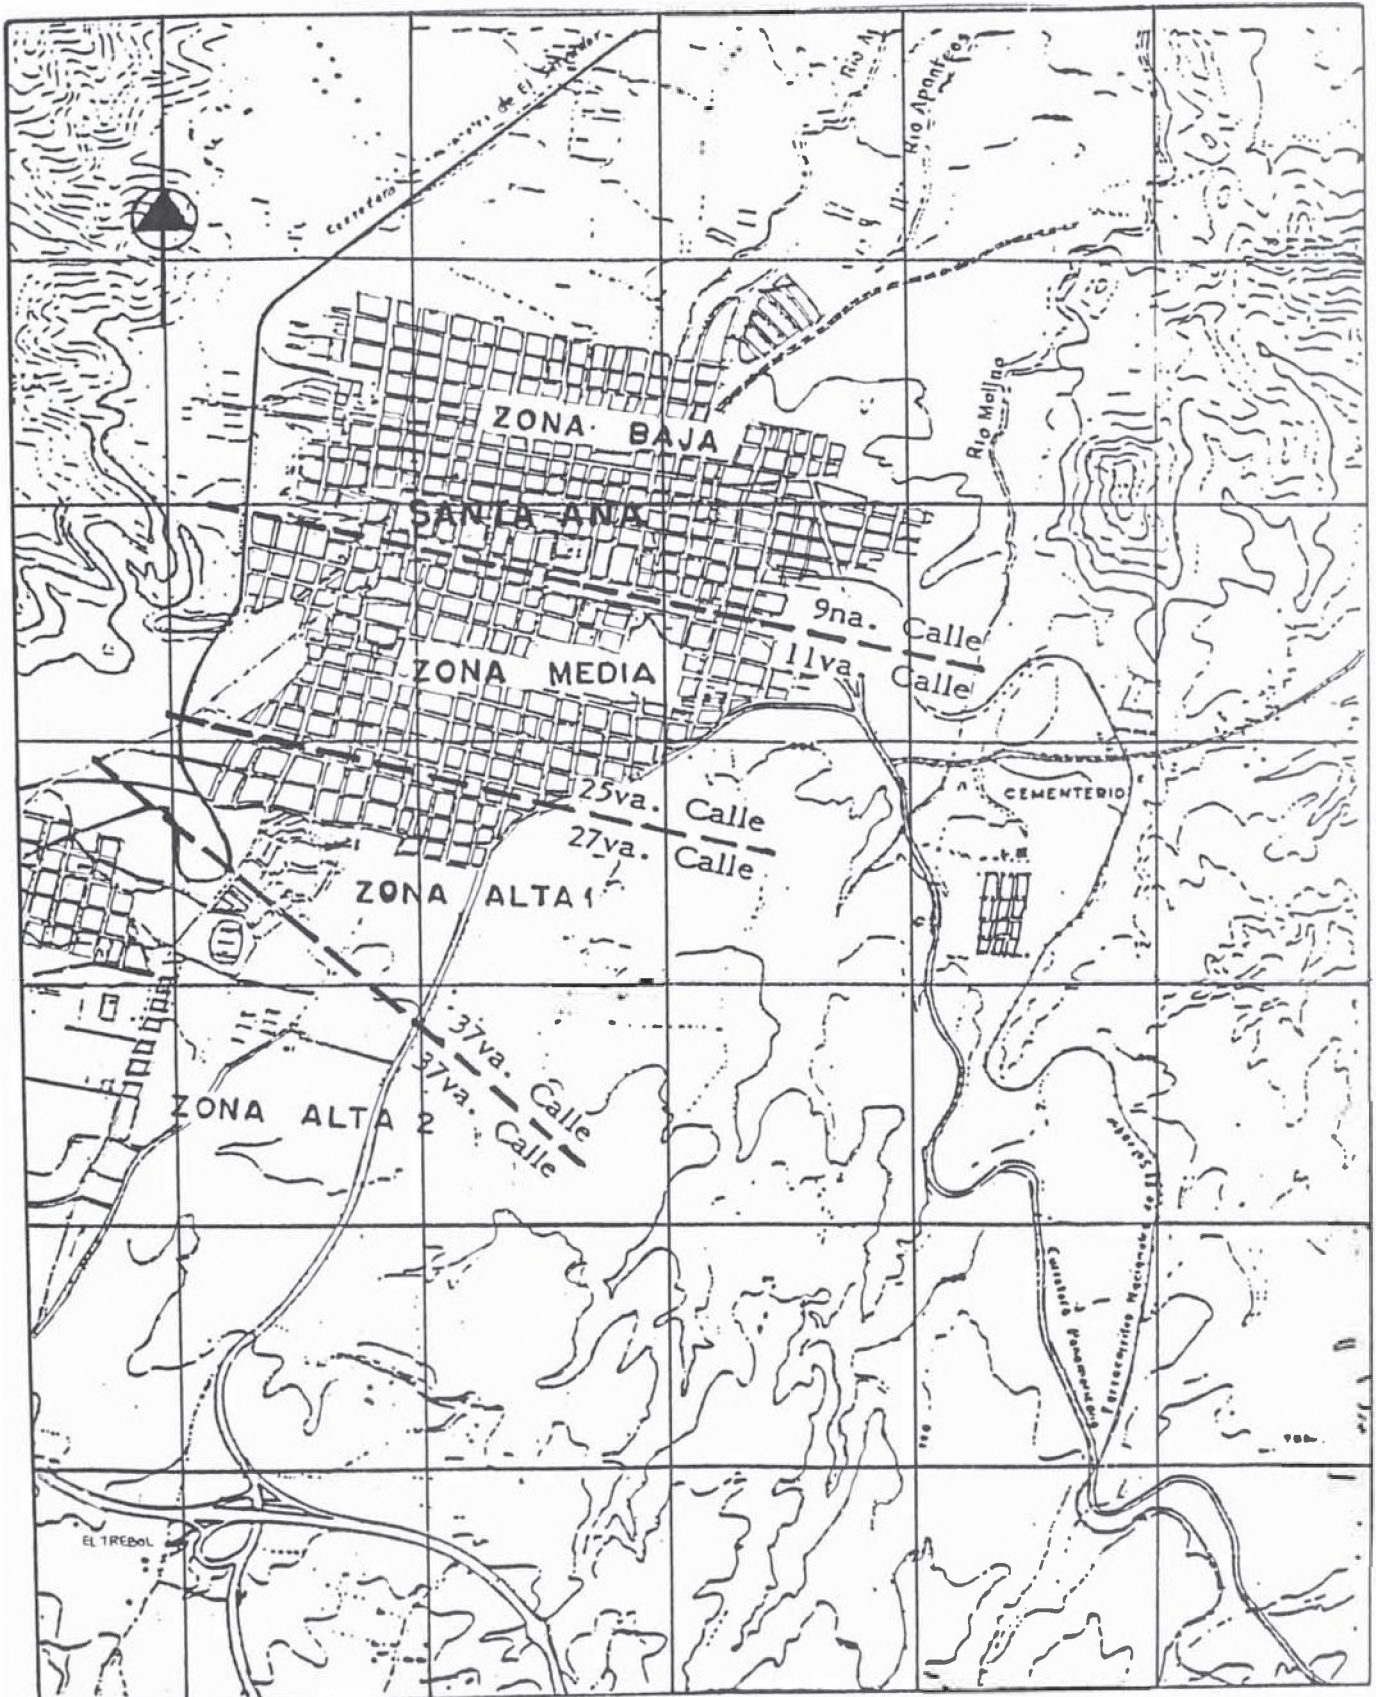 Carretera de El Salvador
Rio A
Rio Apanteos
Rio Molino
ZONA BAJA
SANTA ANA
9na. Calle
11va. Calle
ZONA MEDIA
25va. Calle
27va. Calle
CEMENTERIO
ZONA ALTA 1
37va. Calle
37va. Calle
ZONA ALTA 2
Carretera Panamericana
Ferrocarriles Nacionales de El Salvador
EL TREBOL